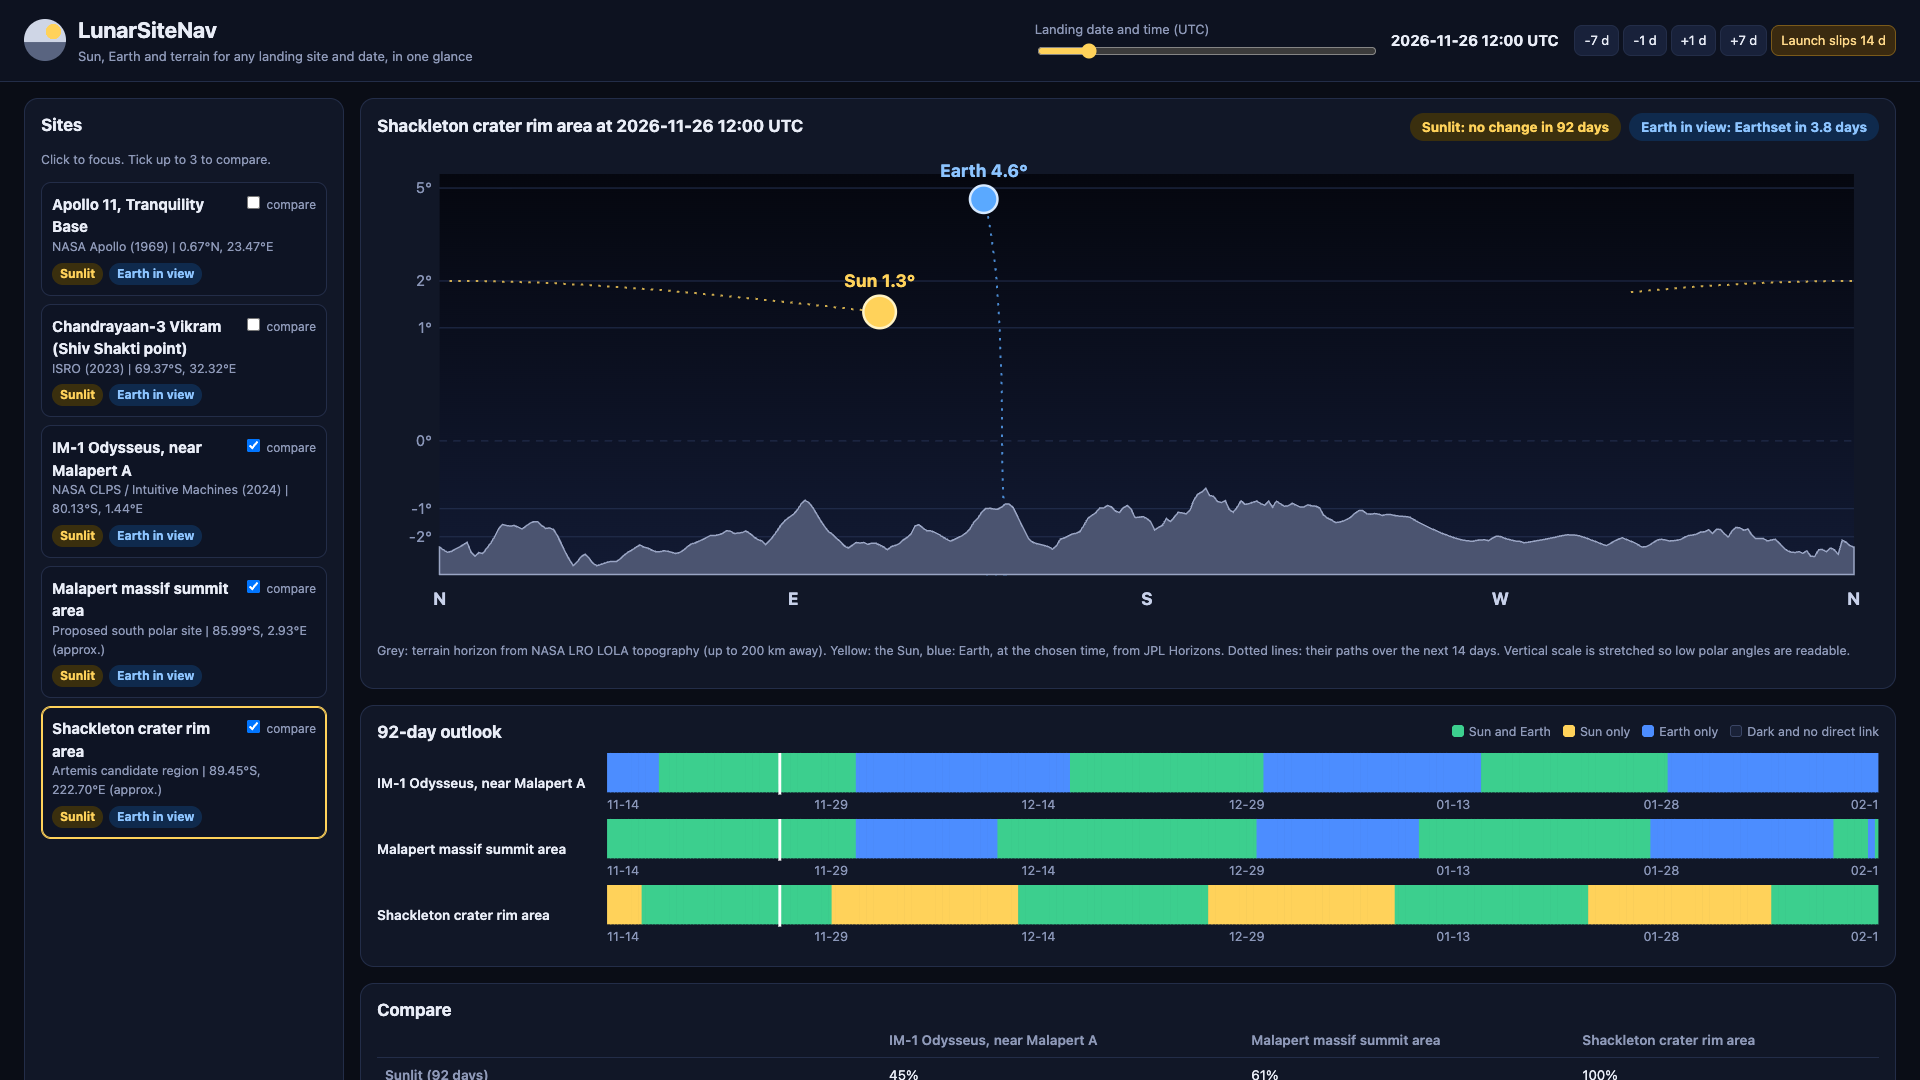 LunarSiteNav
Sun, Earth and terrain for any landing site and date, in one glance
Landing date and time (UTC)
2026-11-26 12:00 UTC
-7 d
-1 d
+1 d
+7 d
Launch slips 14 d
Sites
Click to focus. Tick up to 3 to compare.
Apollo 11, Tranquility
Base
compare
NASA Apollo (1969) | 0.67°N, 23.47°E
Sunlit
Earth in view
Chandrayaan-3 Vikram
(Shiv Shakti point)
compare
ISRO (2023) | 69.37°S, 32.32°E
Sunlit
Earth in view
IM-1 Odysseus, near
Malapert A
compare
NASA CLPS / Intuitive Machines (2024) |
80.13°S, 1.44°E
Sunlit
Earth in view
Malapert massif summit
area
compare
Proposed south polar site | 85.99°S, 2.93°E
(approx.)
Sunlit
Earth in view
Shackleton crater rim
area
compare
Artemis candidate region | 89.45°S,
222.70°E (approx.)
Sunlit
Earth in view
Shackleton crater rim area at 2026-11-26 12:00 UTC
Sunlit: no change in 92 days
Earth in view: Earthset in 3.8 days
Earth 4.6°
Sun 1.3°
5°
2°
1°
0°
-1°
-2°
N
E
S
W
N
Grey: terrain horizon from NASA LRO LOLA topography (up to 200 km away). Yellow: the Sun, blue: Earth, at the chosen time, from JPL Horizons. Dotted lines: their paths over the next 14 days. Vertical scale is stretched so low polar angles are readable.
92-day outlook
Sun and Earth
Sun only
Earth only
Dark and no direct link
IM-1 Odysseus, near Malapert A
11-14
11-29
12-14
12-29
01-13
01-28
02-1
Malapert massif summit area
11-14
11-29
12-14
12-29
01-13
01-28
02-1
Shackleton crater rim area
11-14
11-29
12-14
12-29
01-13
01-28
02-1
Compare
IM-1 Odysseus, near Malapert A
Malapert massif summit area
Shackleton crater rim area
Sunlit (92 days)
45%
61%
100%